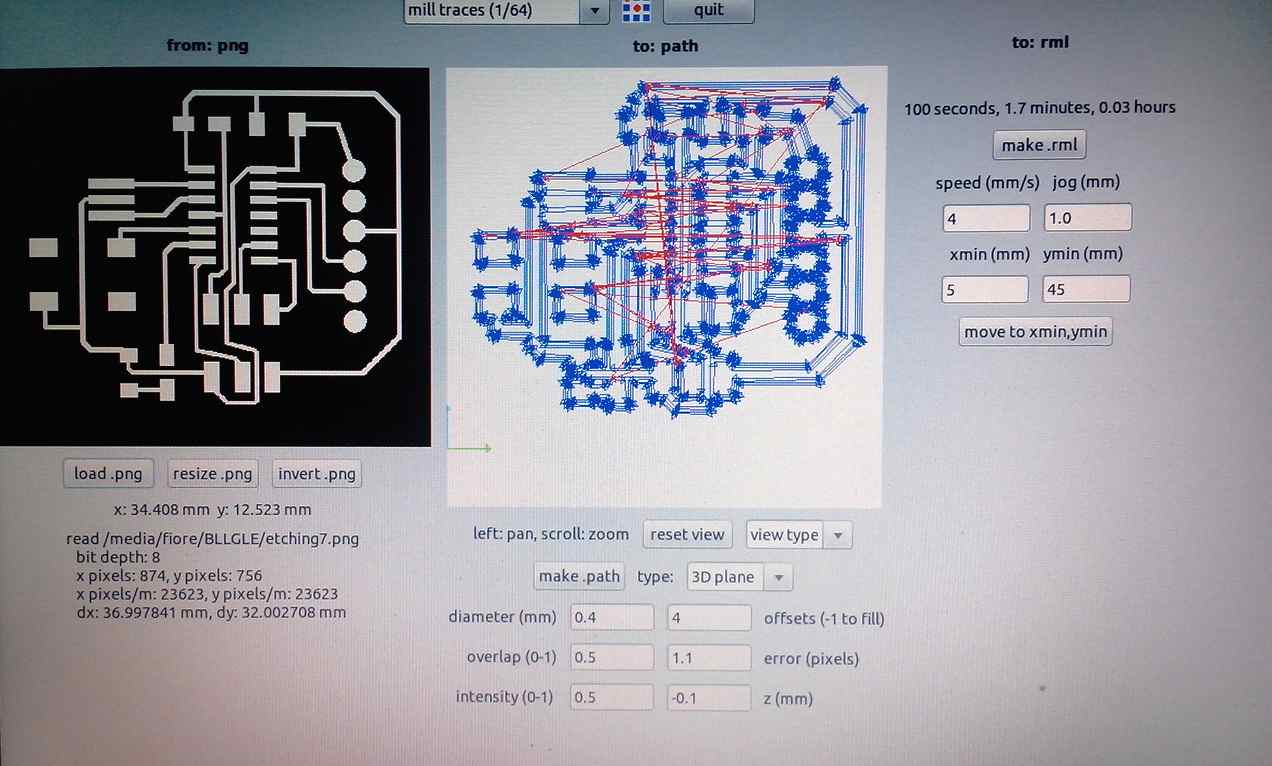 mill traces (1/64)
quit
from: png
to: path
to: rml
100 seconds, 1.7 minutes, 0.03 hours
make .rml
speed (mm/s) jog (mm)
4 1.0
xmin (mm) ymin (mm)
5 45
move to xmin,ymin
load .png resize .png invert .png
x: 34.408 mm y: 12.523 mm
read /media/fiore/BLLGLE/etching7.png
bit depth: 8
x pixels: 874, y pixels: 756
x pixels/m: 23623, y pixels/m: 23623
dx: 36.997841 mm, dy: 32.002708 mm
left: pan, scroll: zoom reset view view type
make .path type: 3D plane
diameter (mm) 0.4 4 offsets (-1 to fill)
overlap (0-1) 0.5 1.1 error (pixels)
intensity (0-1) 0.5 -0.1 z (mm)